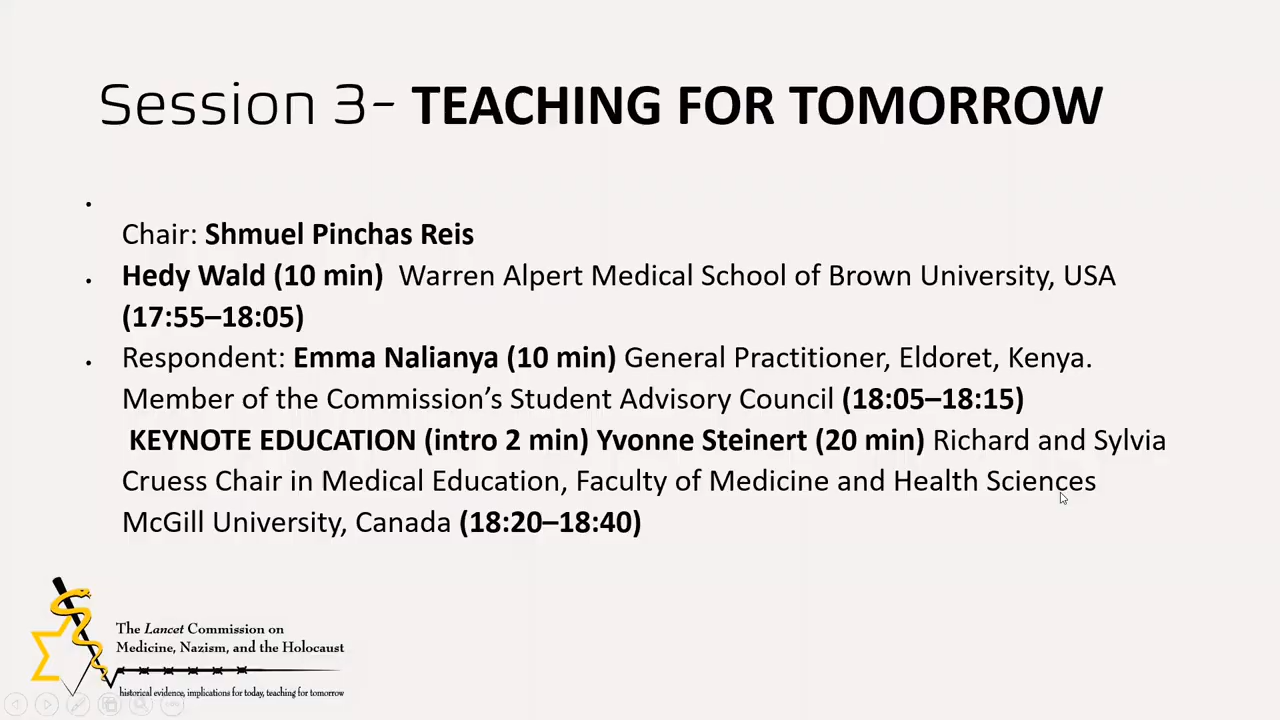 Session 3- TEACHING FOR TOMORROW
•
Chair: Shmuel Pinchas Reis
• Hedy Wald (10 min) Warren Alpert Medical School of Brown University, USA
(17:55–18:05)
• Respondent: Emma Nalianya (10 min) General Practitioner, Eldoret, Kenya.
Member of the Commission’s Student Advisory Council (18:05–18:15)
KEYNOTE EDUCATION (intro 2 min) Yvonne Steinert (20 min) Richard and Sylvia
Cruess Chair in Medical Education, Faculty of Medicine and Health Sciences
McGill University, Canada (18:20–18:40)
The Lancet Commission on
Medicine, Nazism, and the Holocaust
historical evidence, implications for today, teaching for tomorrow